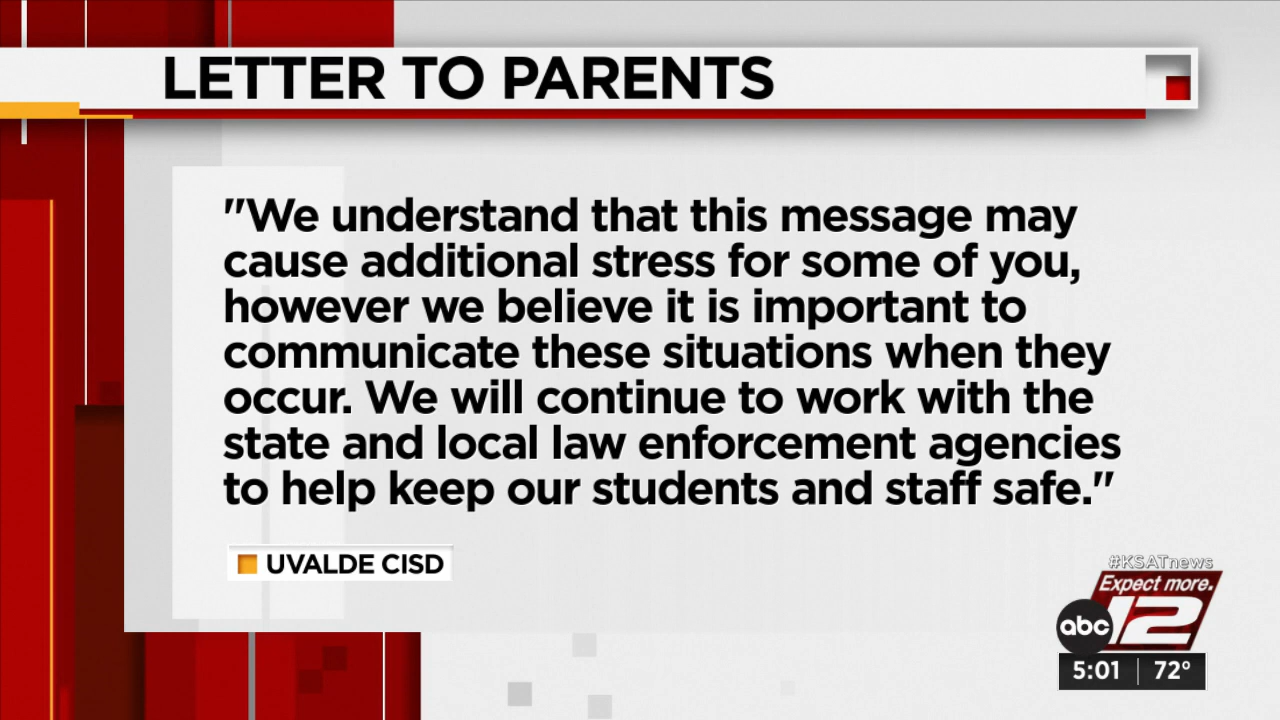 LETTER TO PARENTS
"We understand that this message may
cause additional stress for some of you,
however we believe it is important to
communicate these situations when they
occur. We will continue to work with the
state and local law enforcement agencies
to help keep our students and staff safe."
UVALDE CISD
#KSATnews
Expect more.
abc 12
5:01 72°